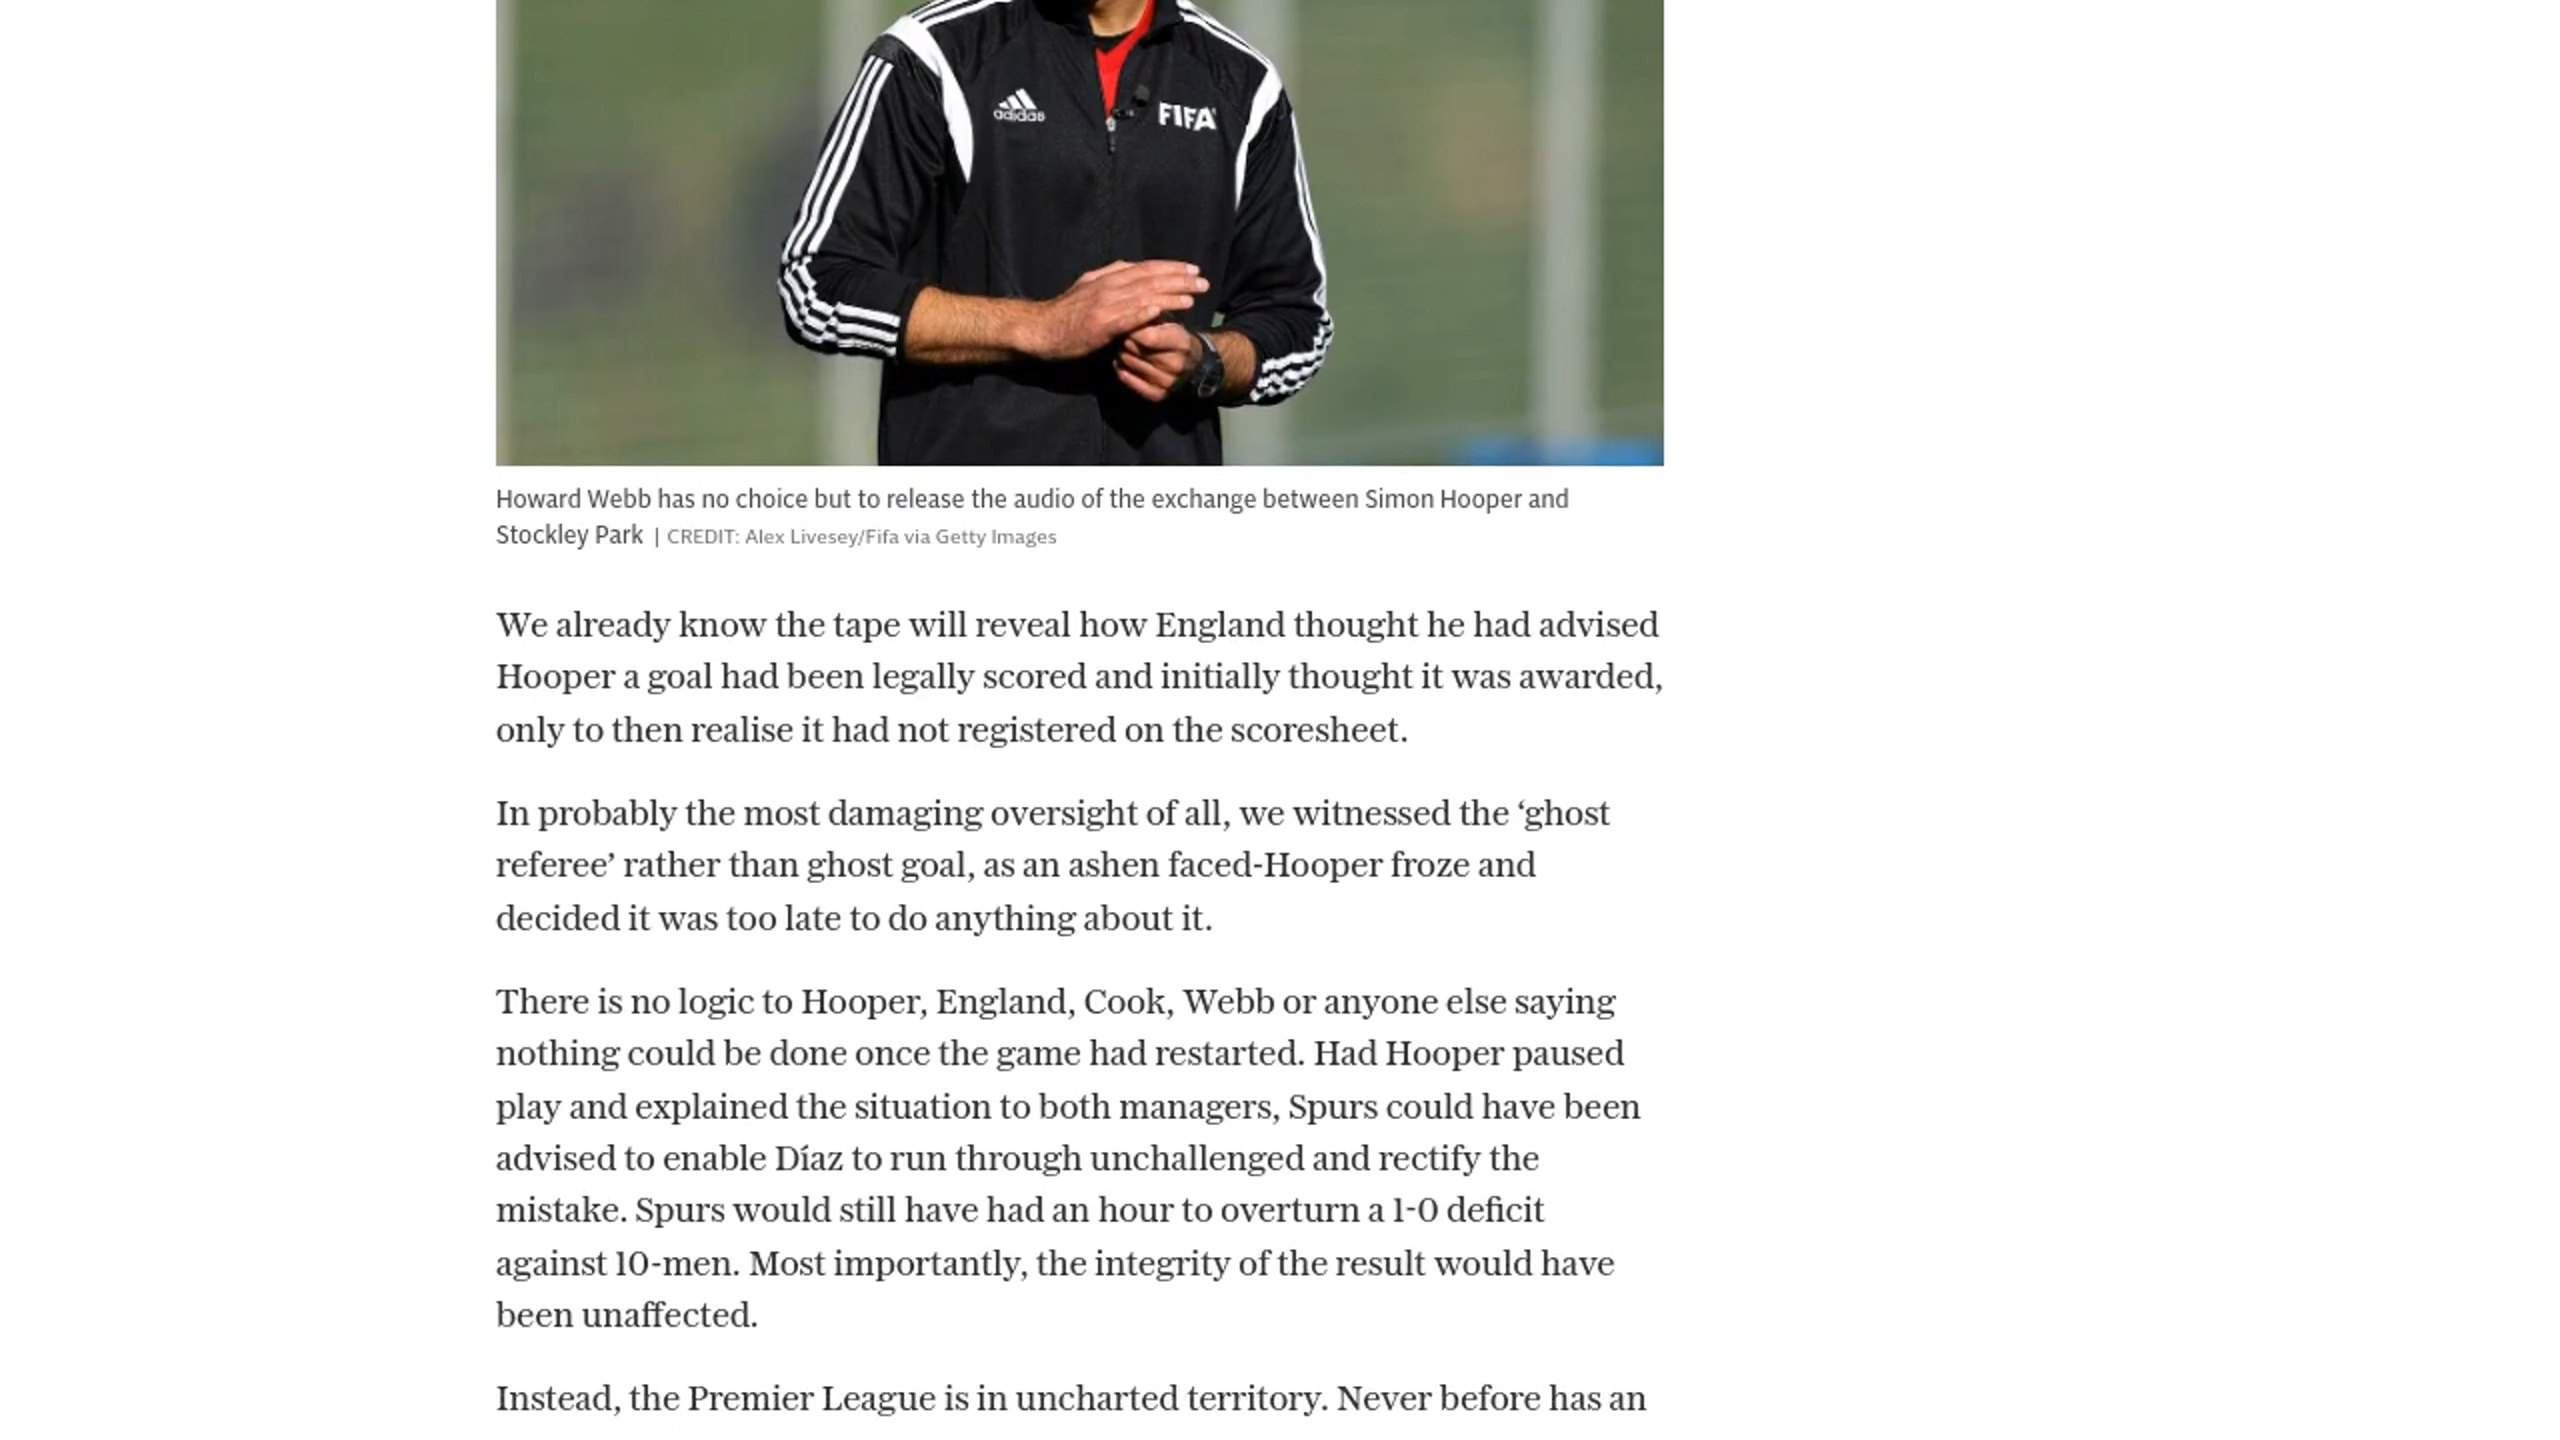 adidas
FIFA
Howard Webb has no choice but to release the audio of the exchange between Simon Hooper and
Stockley Park | CREDIT: Alex Livesey/Fifa via Getty Images
We already know the tape will reveal how England thought he had advised
Hooper a goal had been legally scored and initially thought it was awarded,
only to then realise it had not registered on the scoresheet.
In probably the most damaging oversight of all, we witnessed the ‘ghost
referee’ rather than ghost goal, as an ashen faced-Hooper froze and
decided it was too late to do anything about it.
There is no logic to Hooper, England, Cook, Webb or anyone else saying
nothing could be done once the game had restarted. Had Hooper paused
play and explained the situation to both managers, Spurs could have been
advised to enable Díaz to run through unchallenged and rectify the
mistake. Spurs would still have had an hour to overturn a 1-0 deficit
against 10-men. Most importantly, the integrity of the result would have
been unaffected.
Instead, the Premier League is in uncharted territory. Never before has an